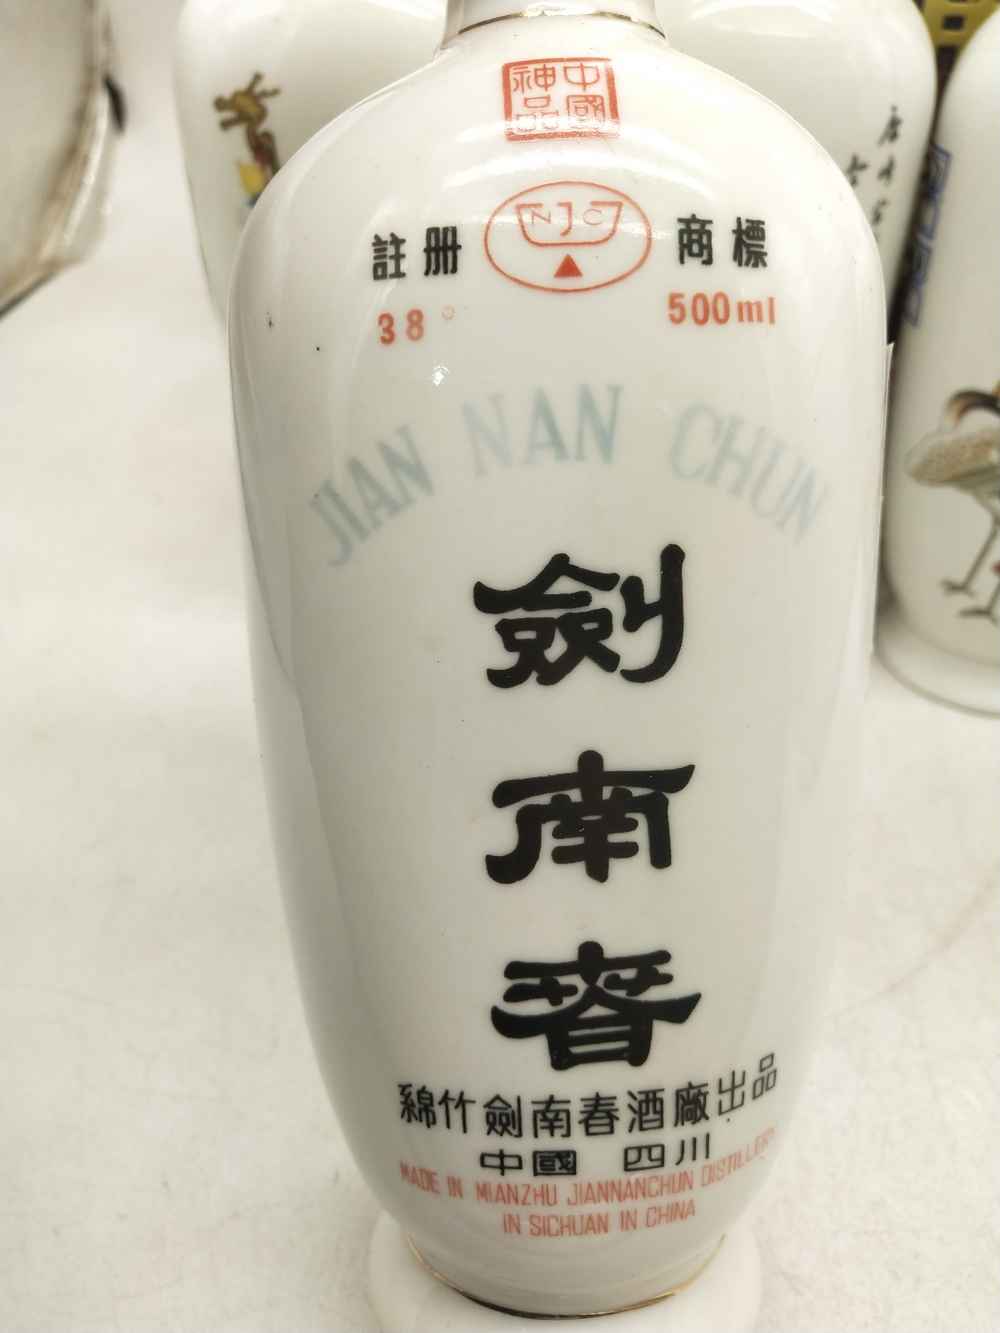 中國
神品
註册 NJC 商標
38° 500ml
JIAN NAN CHUN
劍南春
綿竹劍南春酒廠出品
中國 四川
MADE IN MIANZHU JIANNANCHUN DISTILLERY
IN SICHUAN IN CHINA